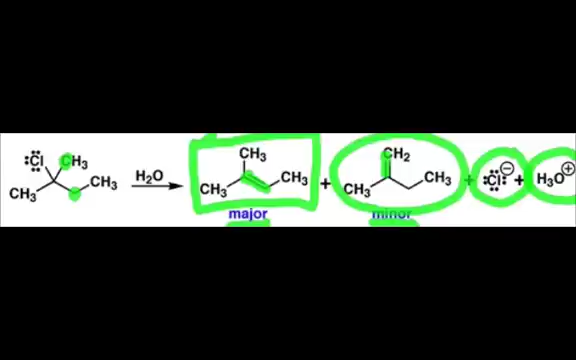 :Cl: CH3
CH3 CH3
H2O
CH3
CH3 CH3
major
+
CH2
CH3 CH3
minor
+ :Cl:⊖ + H3O⊕